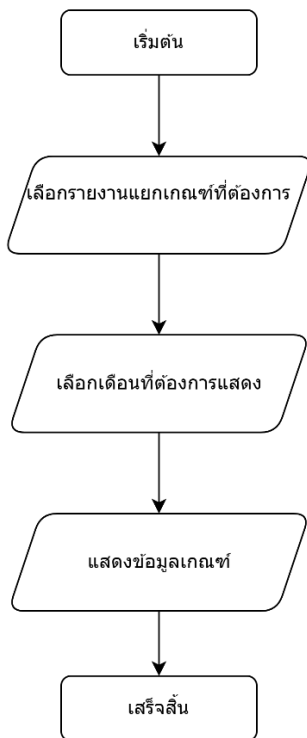 เริ่มต้น
เลือกรายงานแยกเกณฑ์ที่ต้องการ
เลือกเดือนที่ต้องการแสดง
แสดงข้อมูลเกณฑ์
เสร็จสิ้น